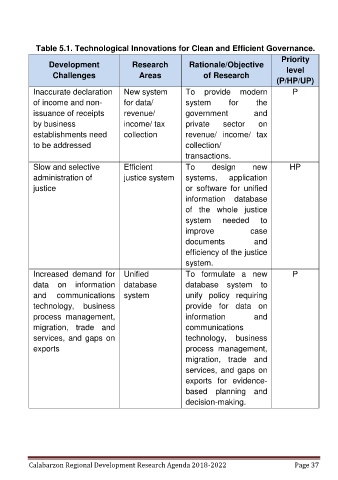 Table 5.1. Technological Innovations for Clean and Efficient Governance.
Development
Challenges
Research
Areas
Rationale/Objective
of Research
Priority
level
(P/HP/UP)
Inaccurate declaration
of income and non-
issuance of receipts
by business
establishments need
to be addressed
New system
for data/
revenue/
income/ tax
collection
To provide modern
system for the
government and
private sector on
revenue/ income/ tax
collection/
transactions.
P
Slow and selective
administration of
justice
Efficient
justice system
To design new
systems, application
or software for unified
information database
of the whole justice
system needed to
improve case
documents and
efficiency of the justice
system.
HP
Increased demand for
data on information
and communications
technology, business
process management,
migration, trade and
services, and gaps on
exports
Unified
database
system
To formulate a new
database system to
unify policy requiring
provide for data on
information and
communications
technology, business
process management,
migration, trade and
services, and gaps on
exports for evidence-
based planning and
decision-making.
P
Calabarzon Regional Development Research Agenda 2018-2022 Page 37